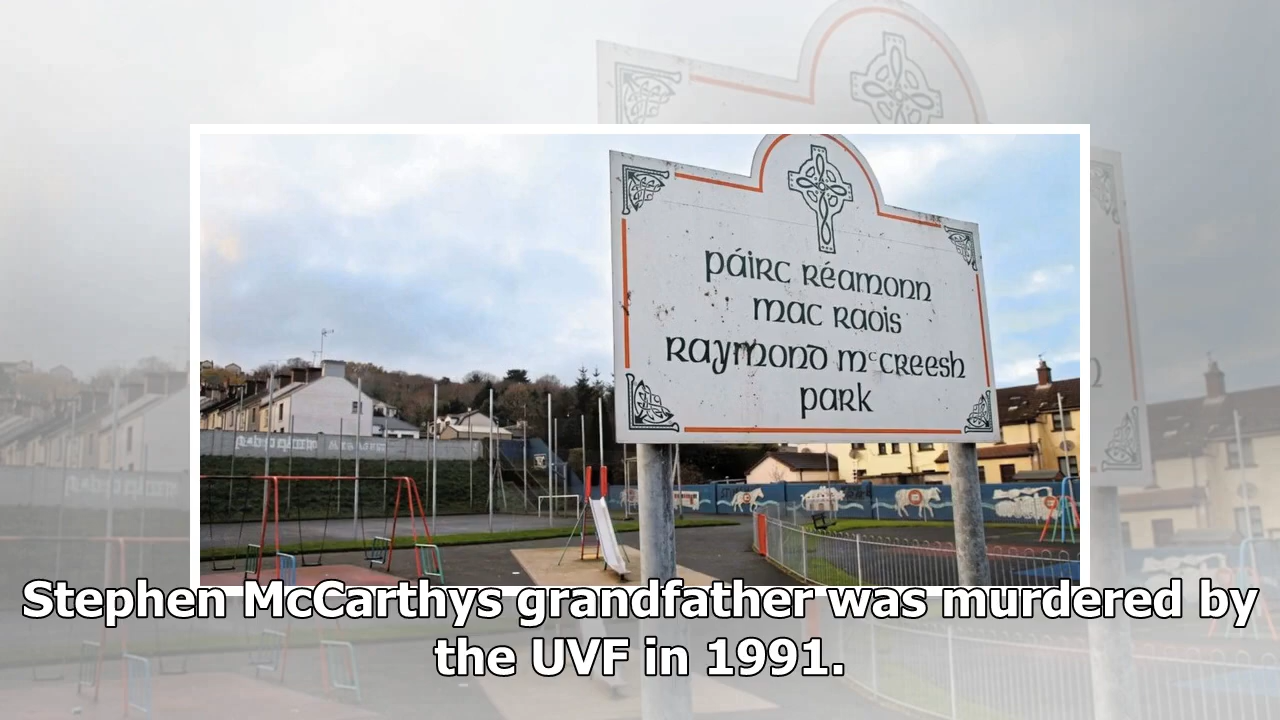 páirc réamonn
mac raois
raymond mccreesh
park
Stephen McCarthys grandfather was murdered by
the UVF in 1991.